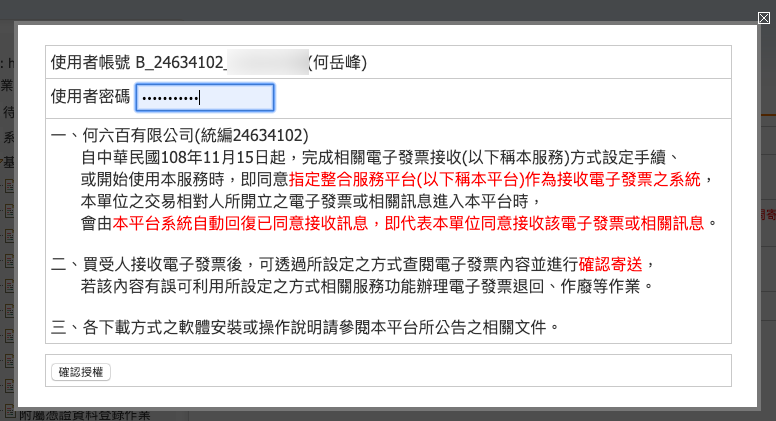 使用者帳號 B_24634102_ (何岳峰)
使用者密碼 •••••••••••
一、何六百有限公司(統編24634102)
自中華民國108年11月15日起，完成相關電子發票接收(以下稱本服務)方式設定手續、
或開始使用本服務時，即同意指定整合服務平台(以下稱本平台)作為接收電子發票之系統，
本單位之交易相對人所開立之電子發票或相關訊息進入本平台時，
會由本平台系統自動回復已同意接收訊息，即代表本單位同意接收該電子發票或相關訊息。
二、買受人接收電子發票後，可透過所設定之方式查閱電子發票內容並進行確認寄送，
若該內容有誤可利用所設定之方式相關服務功能辦理電子發票退回、作廢等作業。
三、各下載方式之軟體安裝或操作說明請參閱本平台所公告之相關文件。
確認授權
附屬憑證資料登錄作業